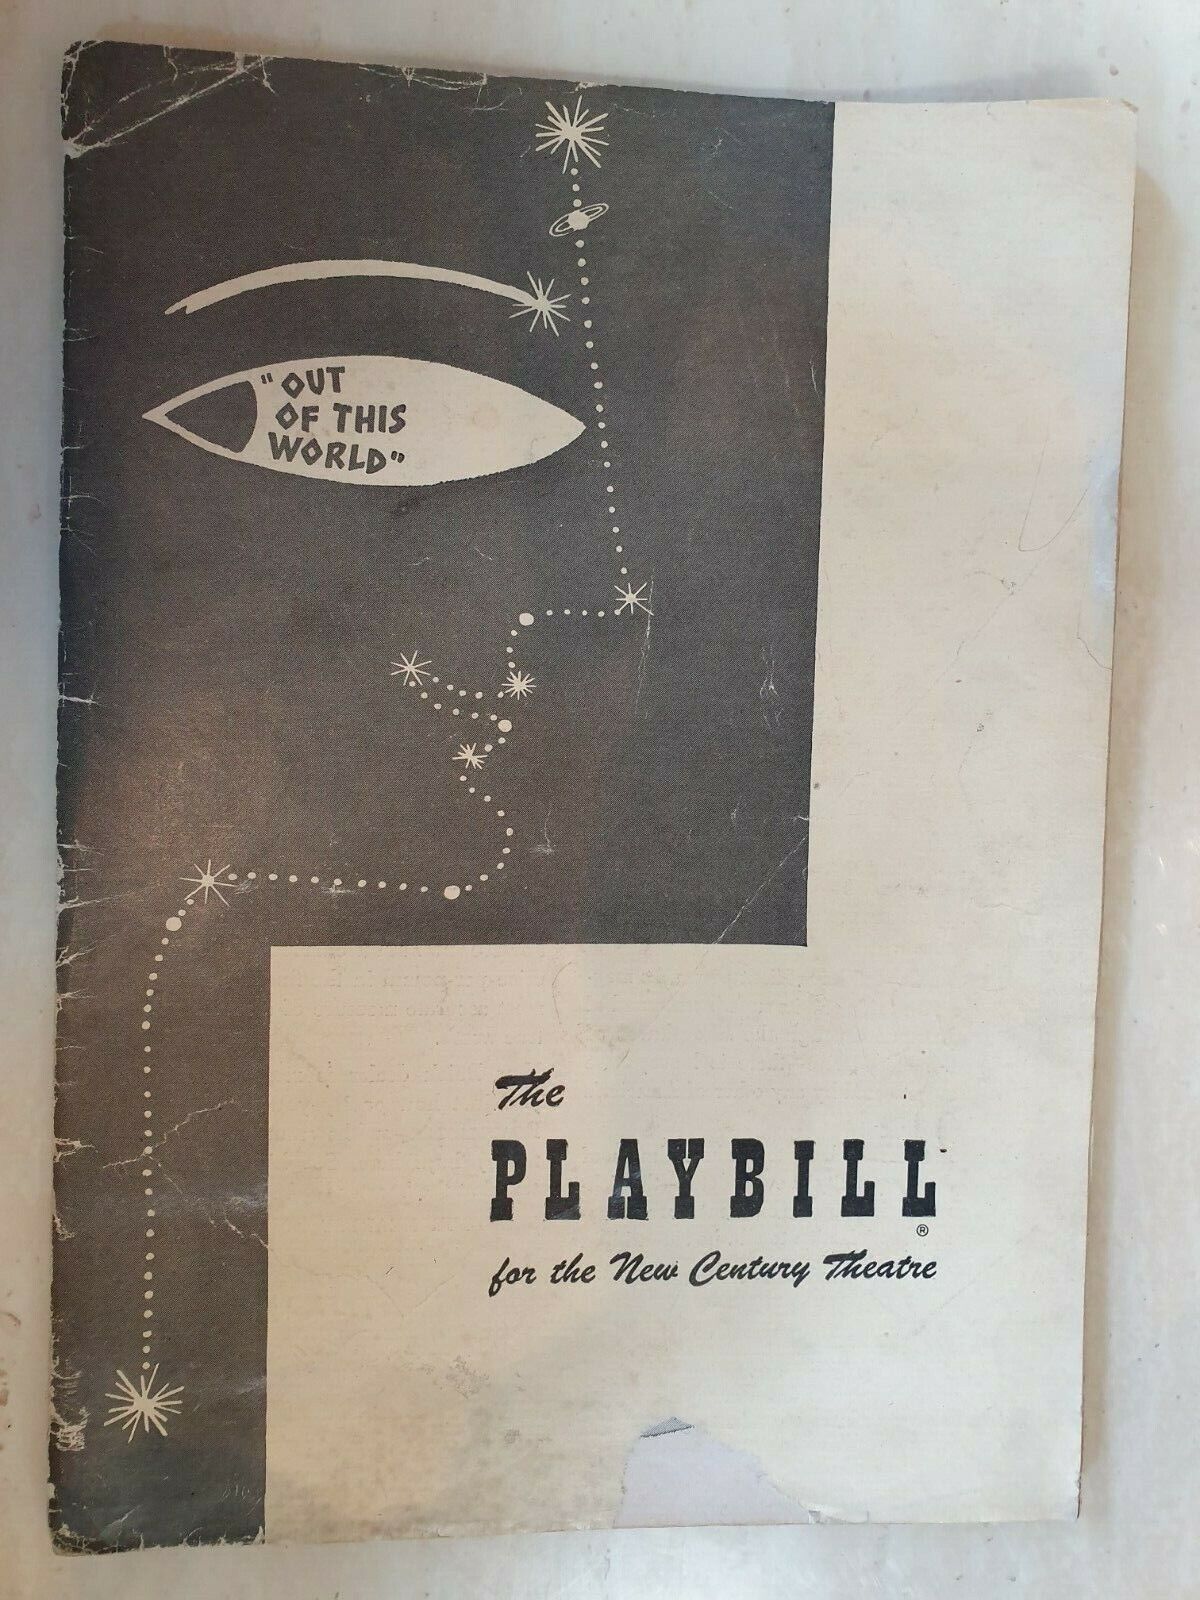 "OUT
OF THIS
WORLD"
The
PLAYBILL
®
for the New Century Theatre